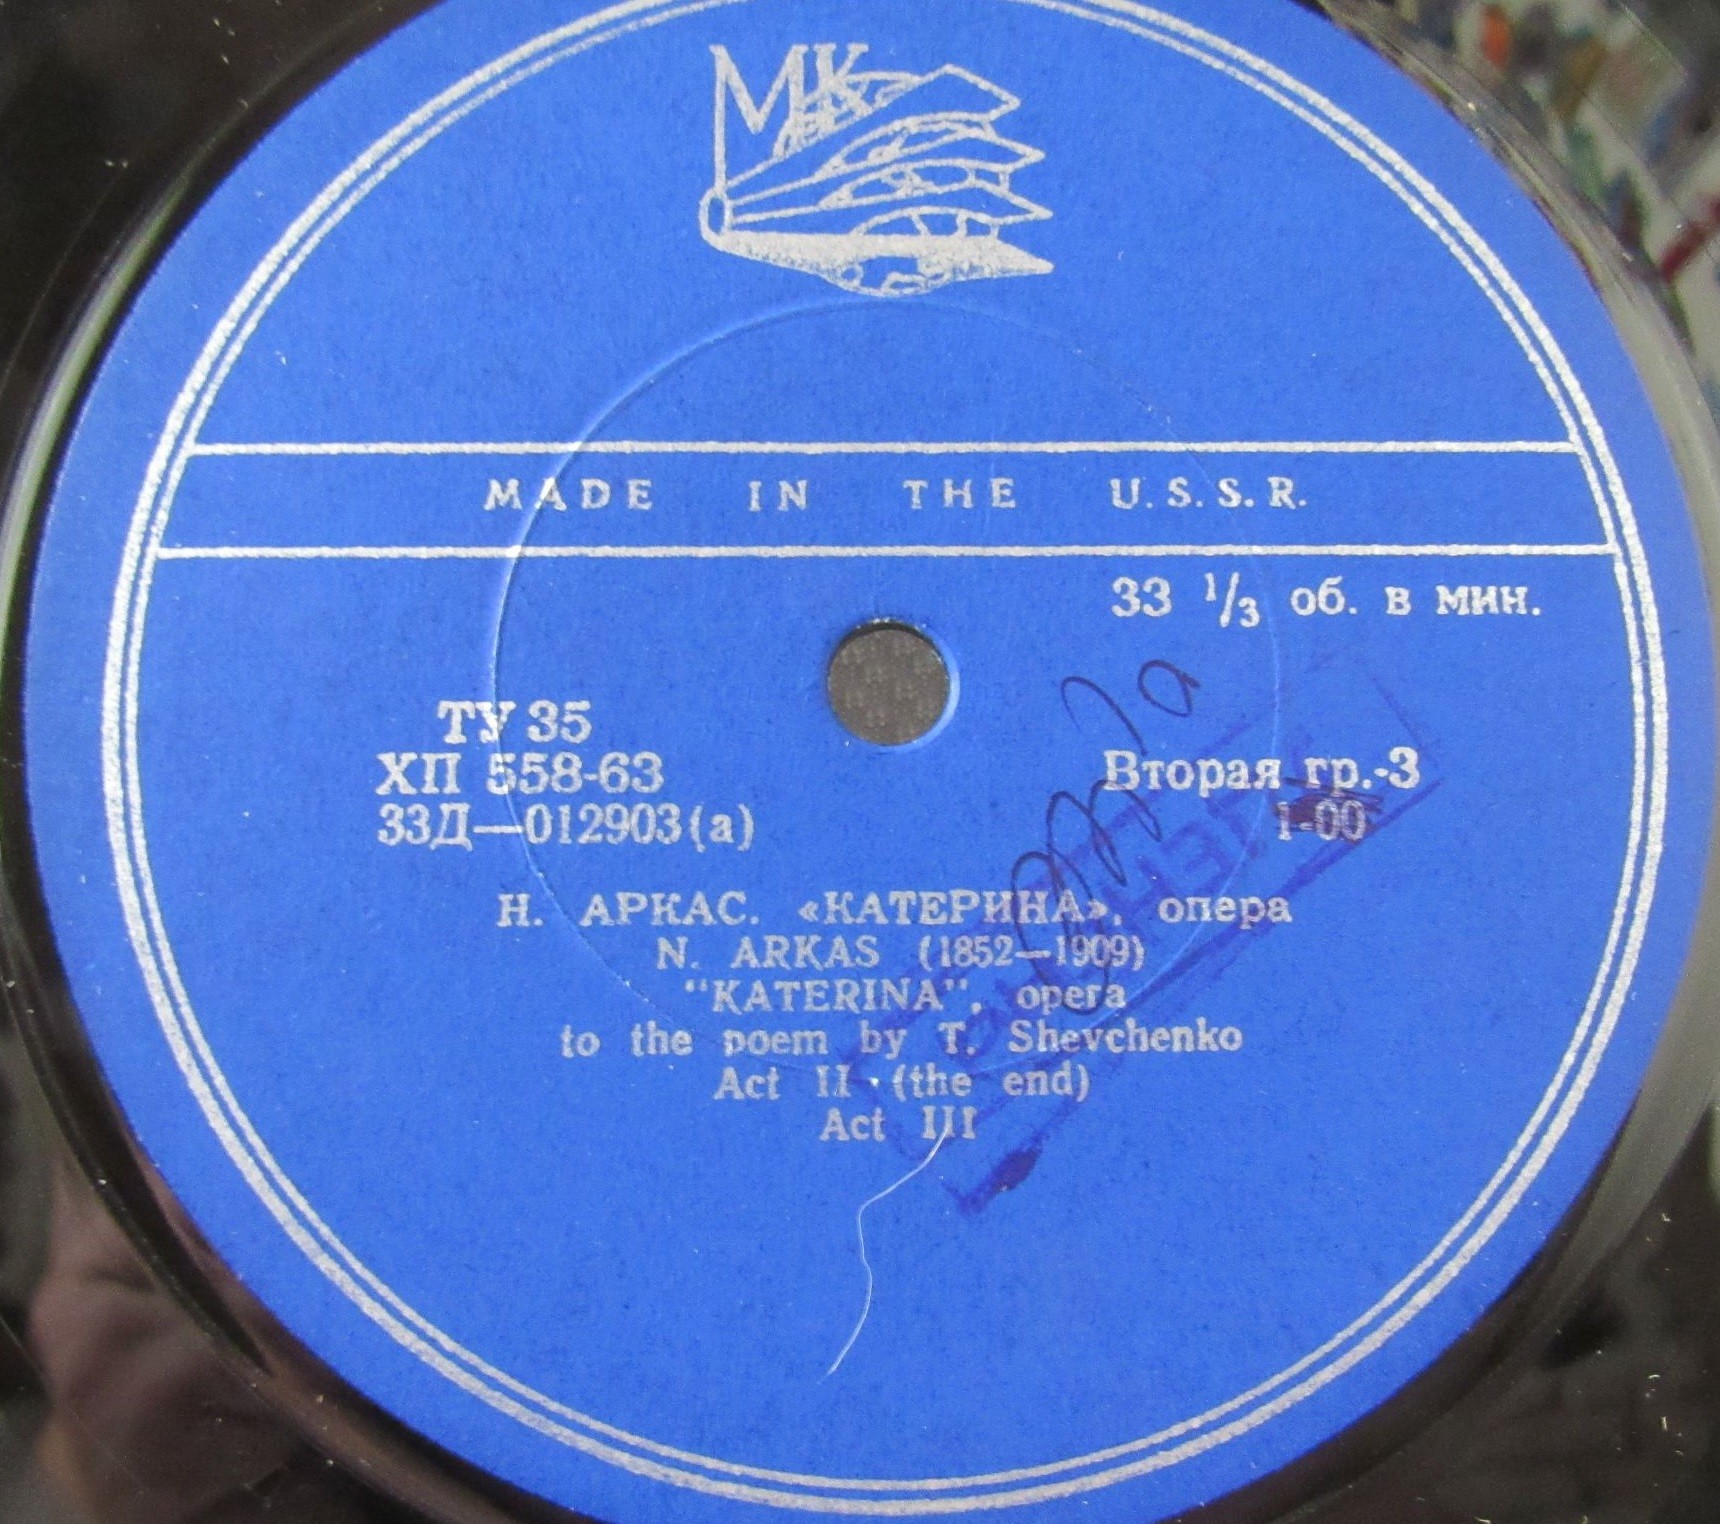 МК
MADE IN THE U.S.S.R.
33 1/3 об. в мин.
ТУ 35
ХП 558-63
33Д—012903(а)
Вторая гр.-3
1-00
Н. АРКАС. «КАТЕРИНА», опера
N. ARKAS (1852—1909)
"KATERINA", opera
to the poem by T. Shevchenko
Act II (the end)
Act III